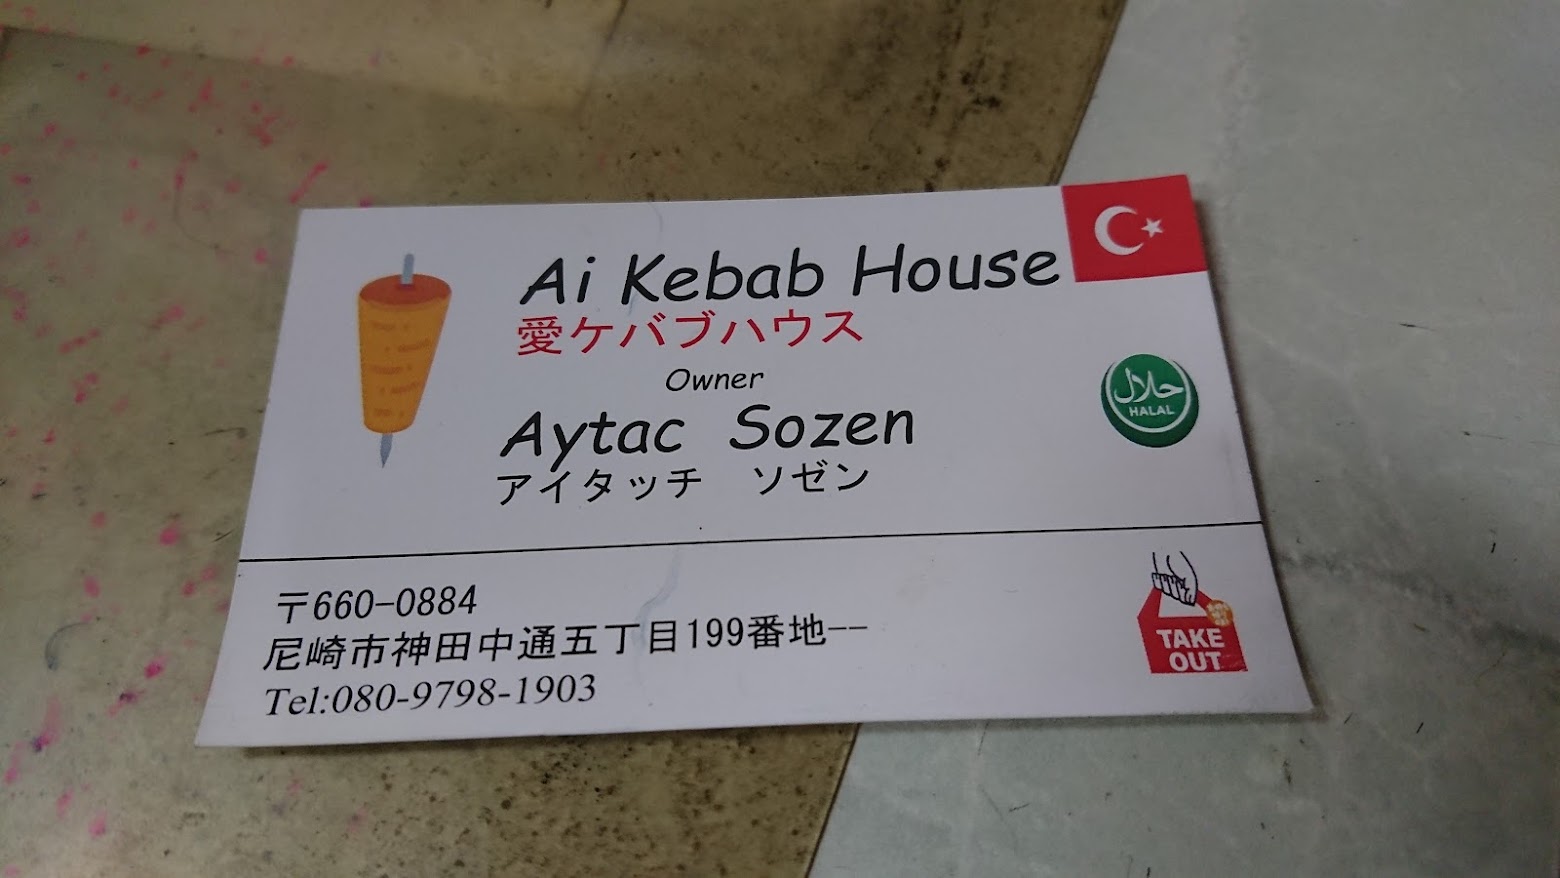 Ai Kebab House
愛ケバブハウス
Owner
Aytac Sozen
アイタッチ ソゼン
حلال
HALAL
〒660-0884
尼崎市神田中通五丁目199番地--
Tel:080-9798-1903
TAKE
OUT